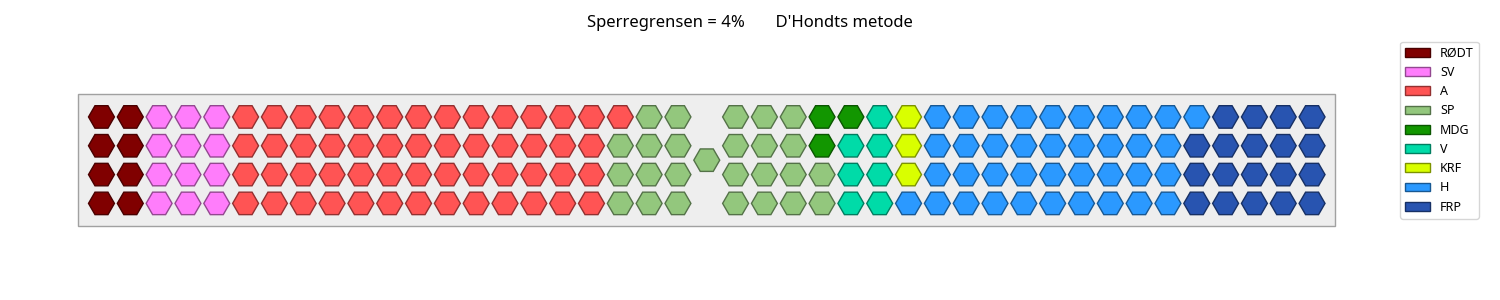 Sperregrensen = 4% D'Hondts metode
RØDT
SV
A
SP
MDG
V
KRF
H
FRP